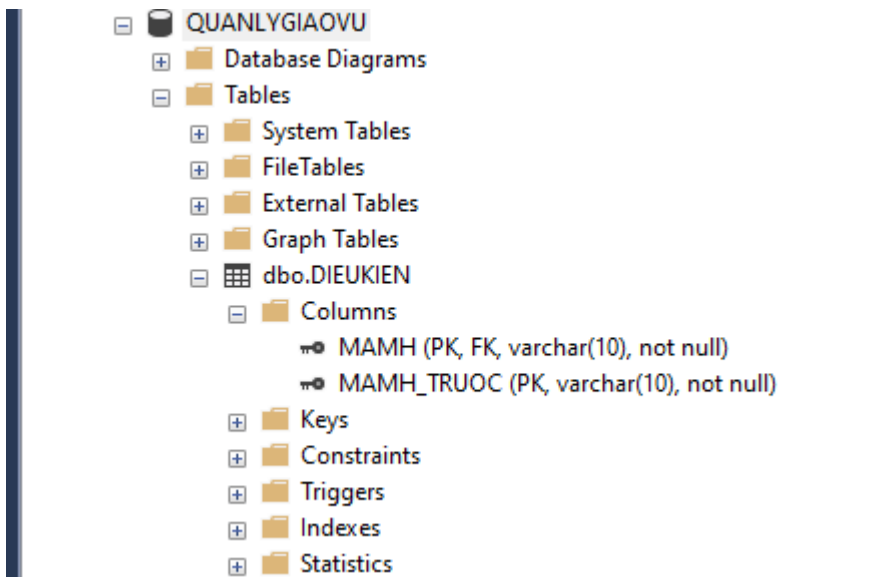 QUANLYGIAOVU
Database Diagrams
Tables
System Tables
FileTables
External Tables
Graph Tables
dbo.DIEUKIEN
Columns
MAMH (PK, FK, varchar(10), not null)
MAMH_TRUOC (PK, varchar(10), not null)
Keys
Constraints
Triggers
Indexes
Statistics